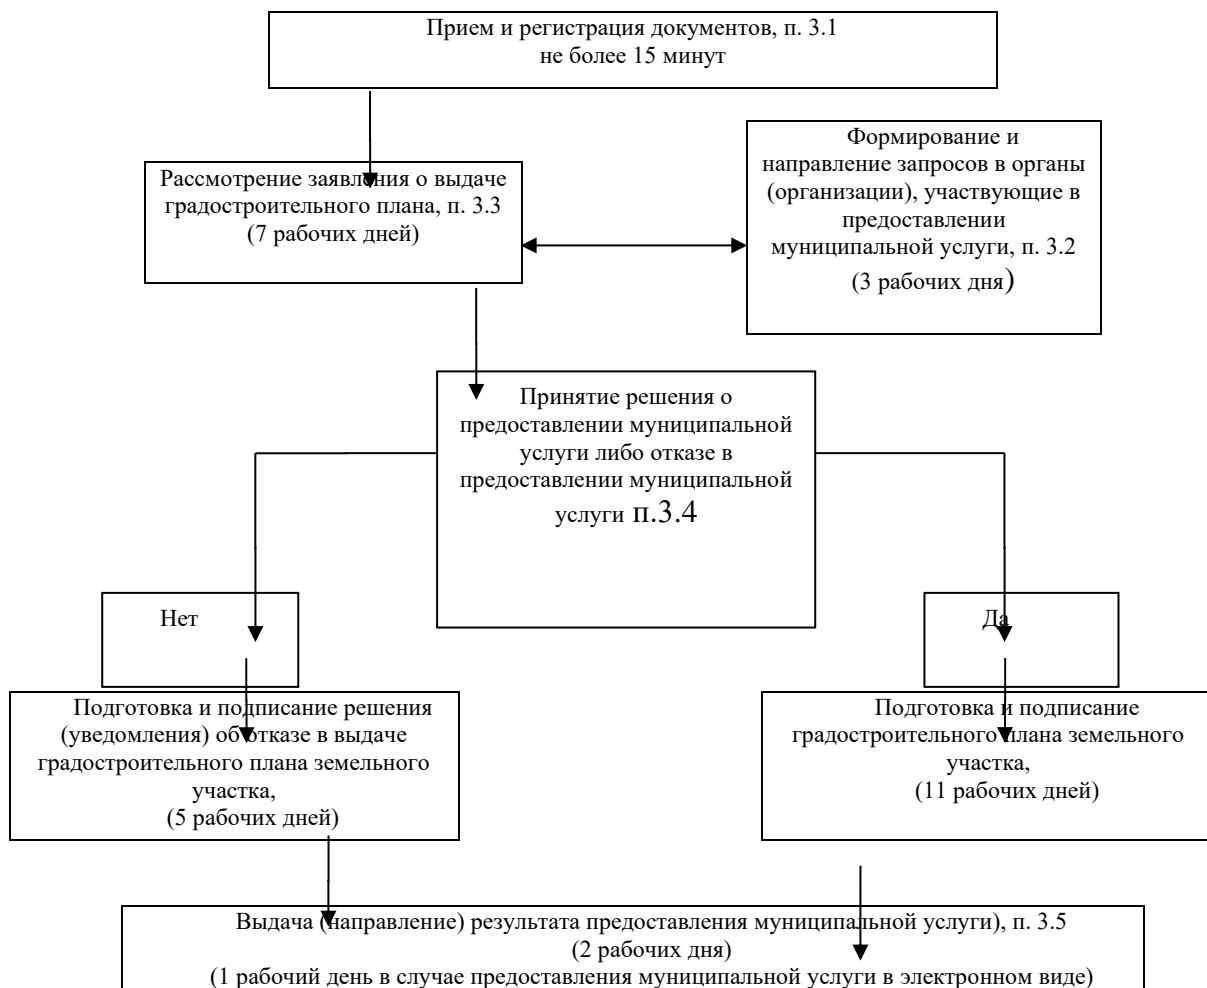 Прием и регистрация документов, п. 3.1
не более 15 минут
Рассмотрение заявления о выдаче
градостроительного плана, п. 3.3
(7 рабочих дней)
Формирование и
направление запросов в органы
(организации), участвующие в
предоставлении
муниципальной услуги, п. 3.2
(3 рабочих дня)
Принятие решения о
предоставлении муниципальной
услуги либо отказе в
предоставлении муниципальной
услуги п.3.4
Нет
Да
Подготовка и подписание решения
(уведомления) об отказе в выдаче
градостроительного плана земельного
участка,
(5 рабочих дней)
Подготовка и подписание
градостроительного плана земельного
участка,
(11 рабочих дней)
Выдача (направление) результата предоставления муниципальной услуги), п. 3.5
(2 рабочих дня)
(1 рабочий день в случае предоставления муниципальной услуги в электронном виде)